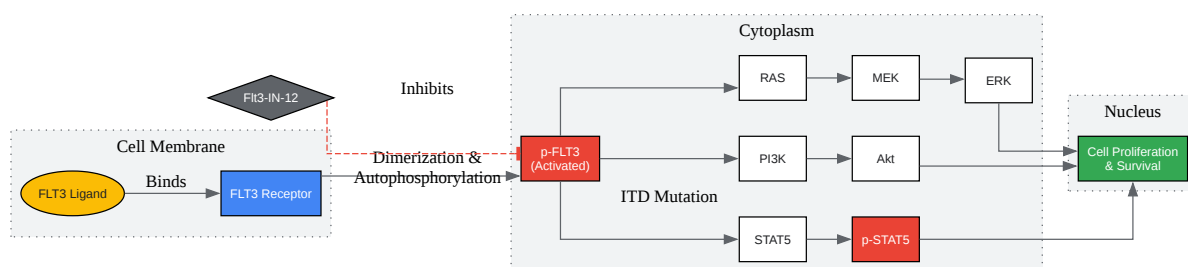 Cytoplasm
RAS
MEK
ERK
Flt3-IN-12
Inhibits
Nucleus
Cell Membrane
p-FLT3
(Activated)
PI3K
Akt
Cell Proliferation
& Survival
Dimerization &
Autophosphorylation
Binds
FLT3 Ligand
FLT3 Receptor
ITD Mutation
STAT5
p-STAT5